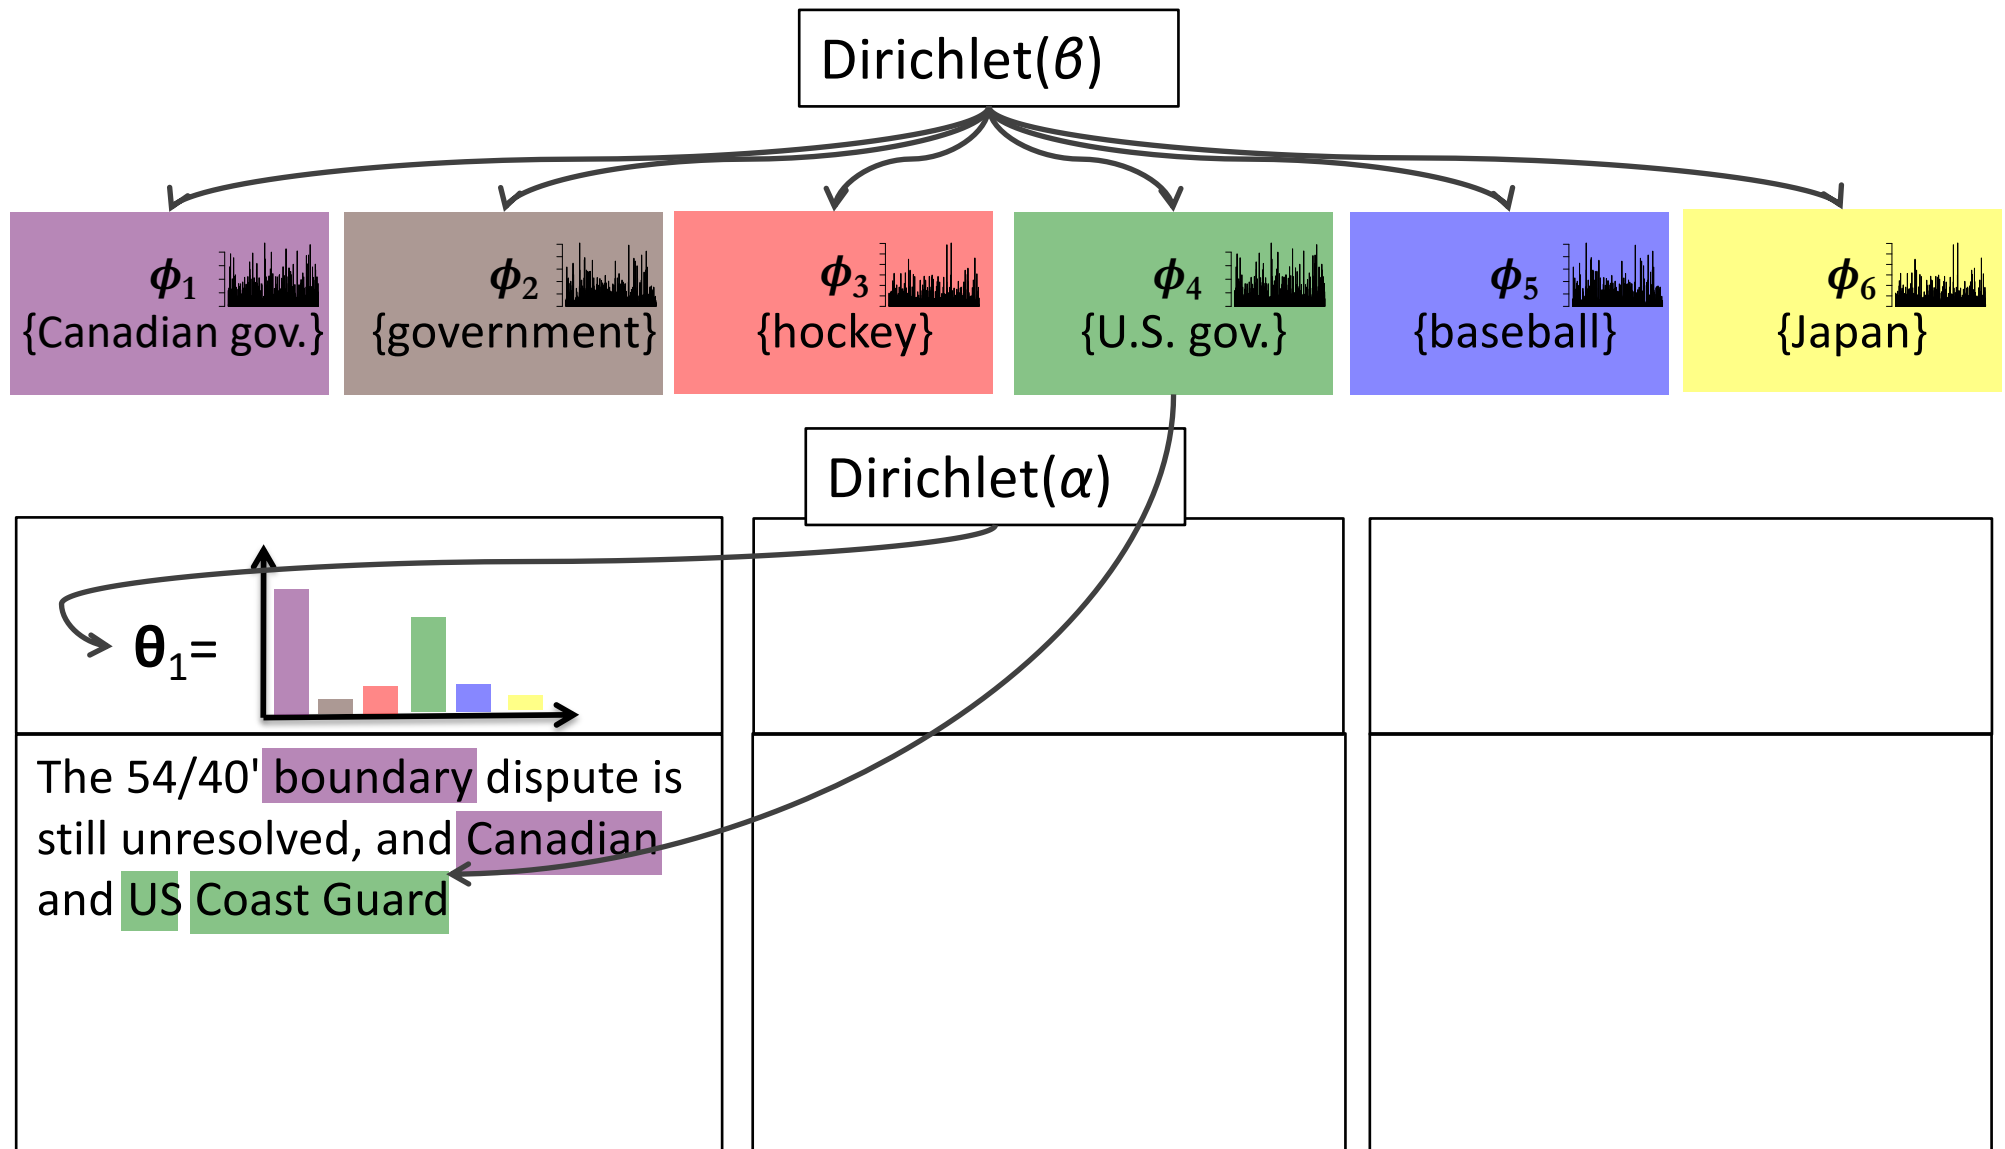 Dirichlet(β)
ϕ1 ϕ2 ϕ3 ϕ4 ϕ5 ϕ6
{Canadian gov.} {government} {hockey} {U.S. gov.} {baseball} {Japan}
Dirichlet(α)
θ1=
The 54/40' boundary dispute is
still unresolved, and Canadian
and US Coast Guard